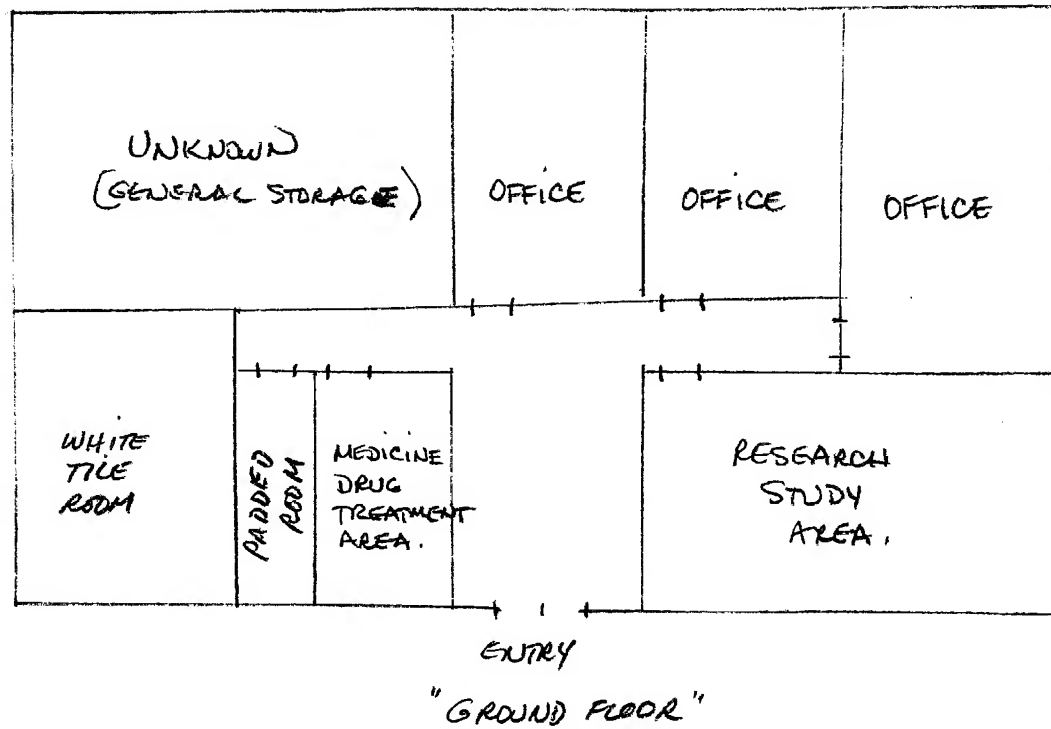 UNKNOWN
(GENERAL STORAGE)
OFFICE
OFFICE
OFFICE
WHITE
TILE
ROOM
PADDED
ROOM
MEDICINE
DRUG
TREATMENT
AREA.
RESEARCH
STUDY
AREA.
ENTRY
"GROUND FLOOR"